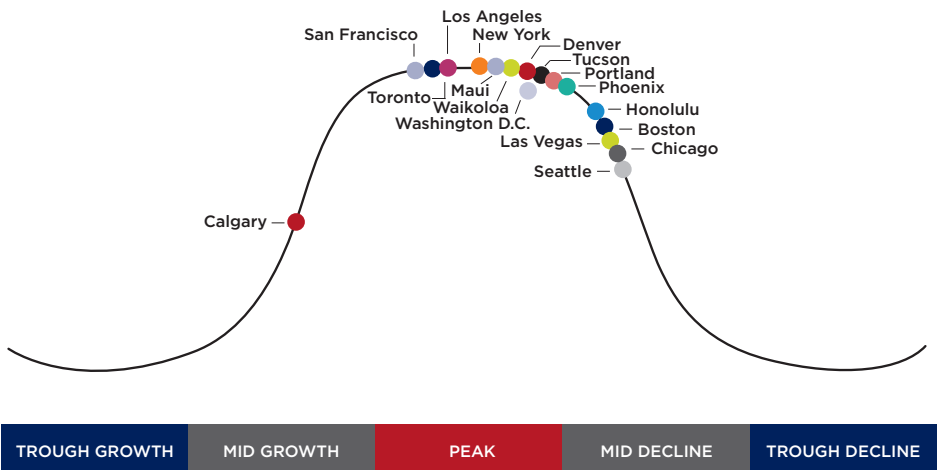 Los Angeles
San Francisco
New York
Denver
Tucson
Portland
Phoenix
Toronto
Maui
Waikoloa
Washington D.C.
Honolulu
Boston
Las Vegas
Chicago
Seattle
Calgary
TROUGH GROWTH
MID GROWTH
PEAK
MID DECLINE
TROUGH DECLINE